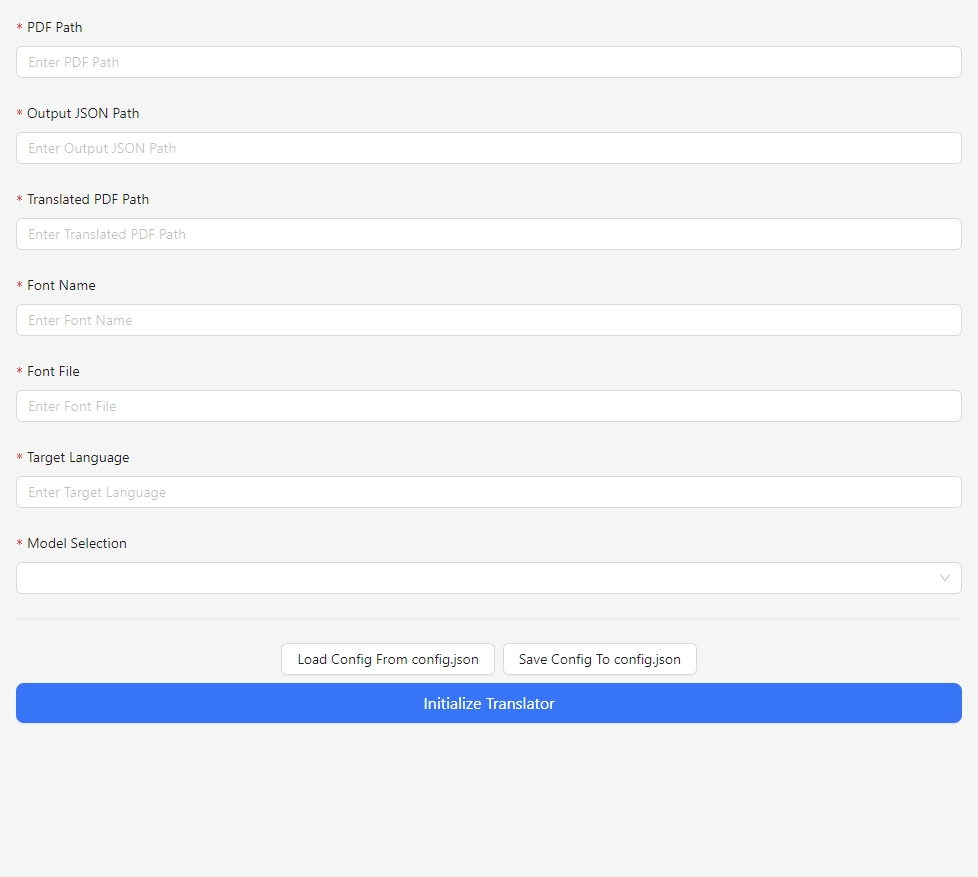 * PDF Path
Enter PDF Path
* Output JSON Path
Enter Output JSON Path
* Translated PDF Path
Enter Translated PDF Path
* Font Name
Enter Font Name
* Font File
Enter Font File
* Target Language
Enter Target Language
* Model Selection
Load Config From config.json Save Config To config.json
Initialize Translator